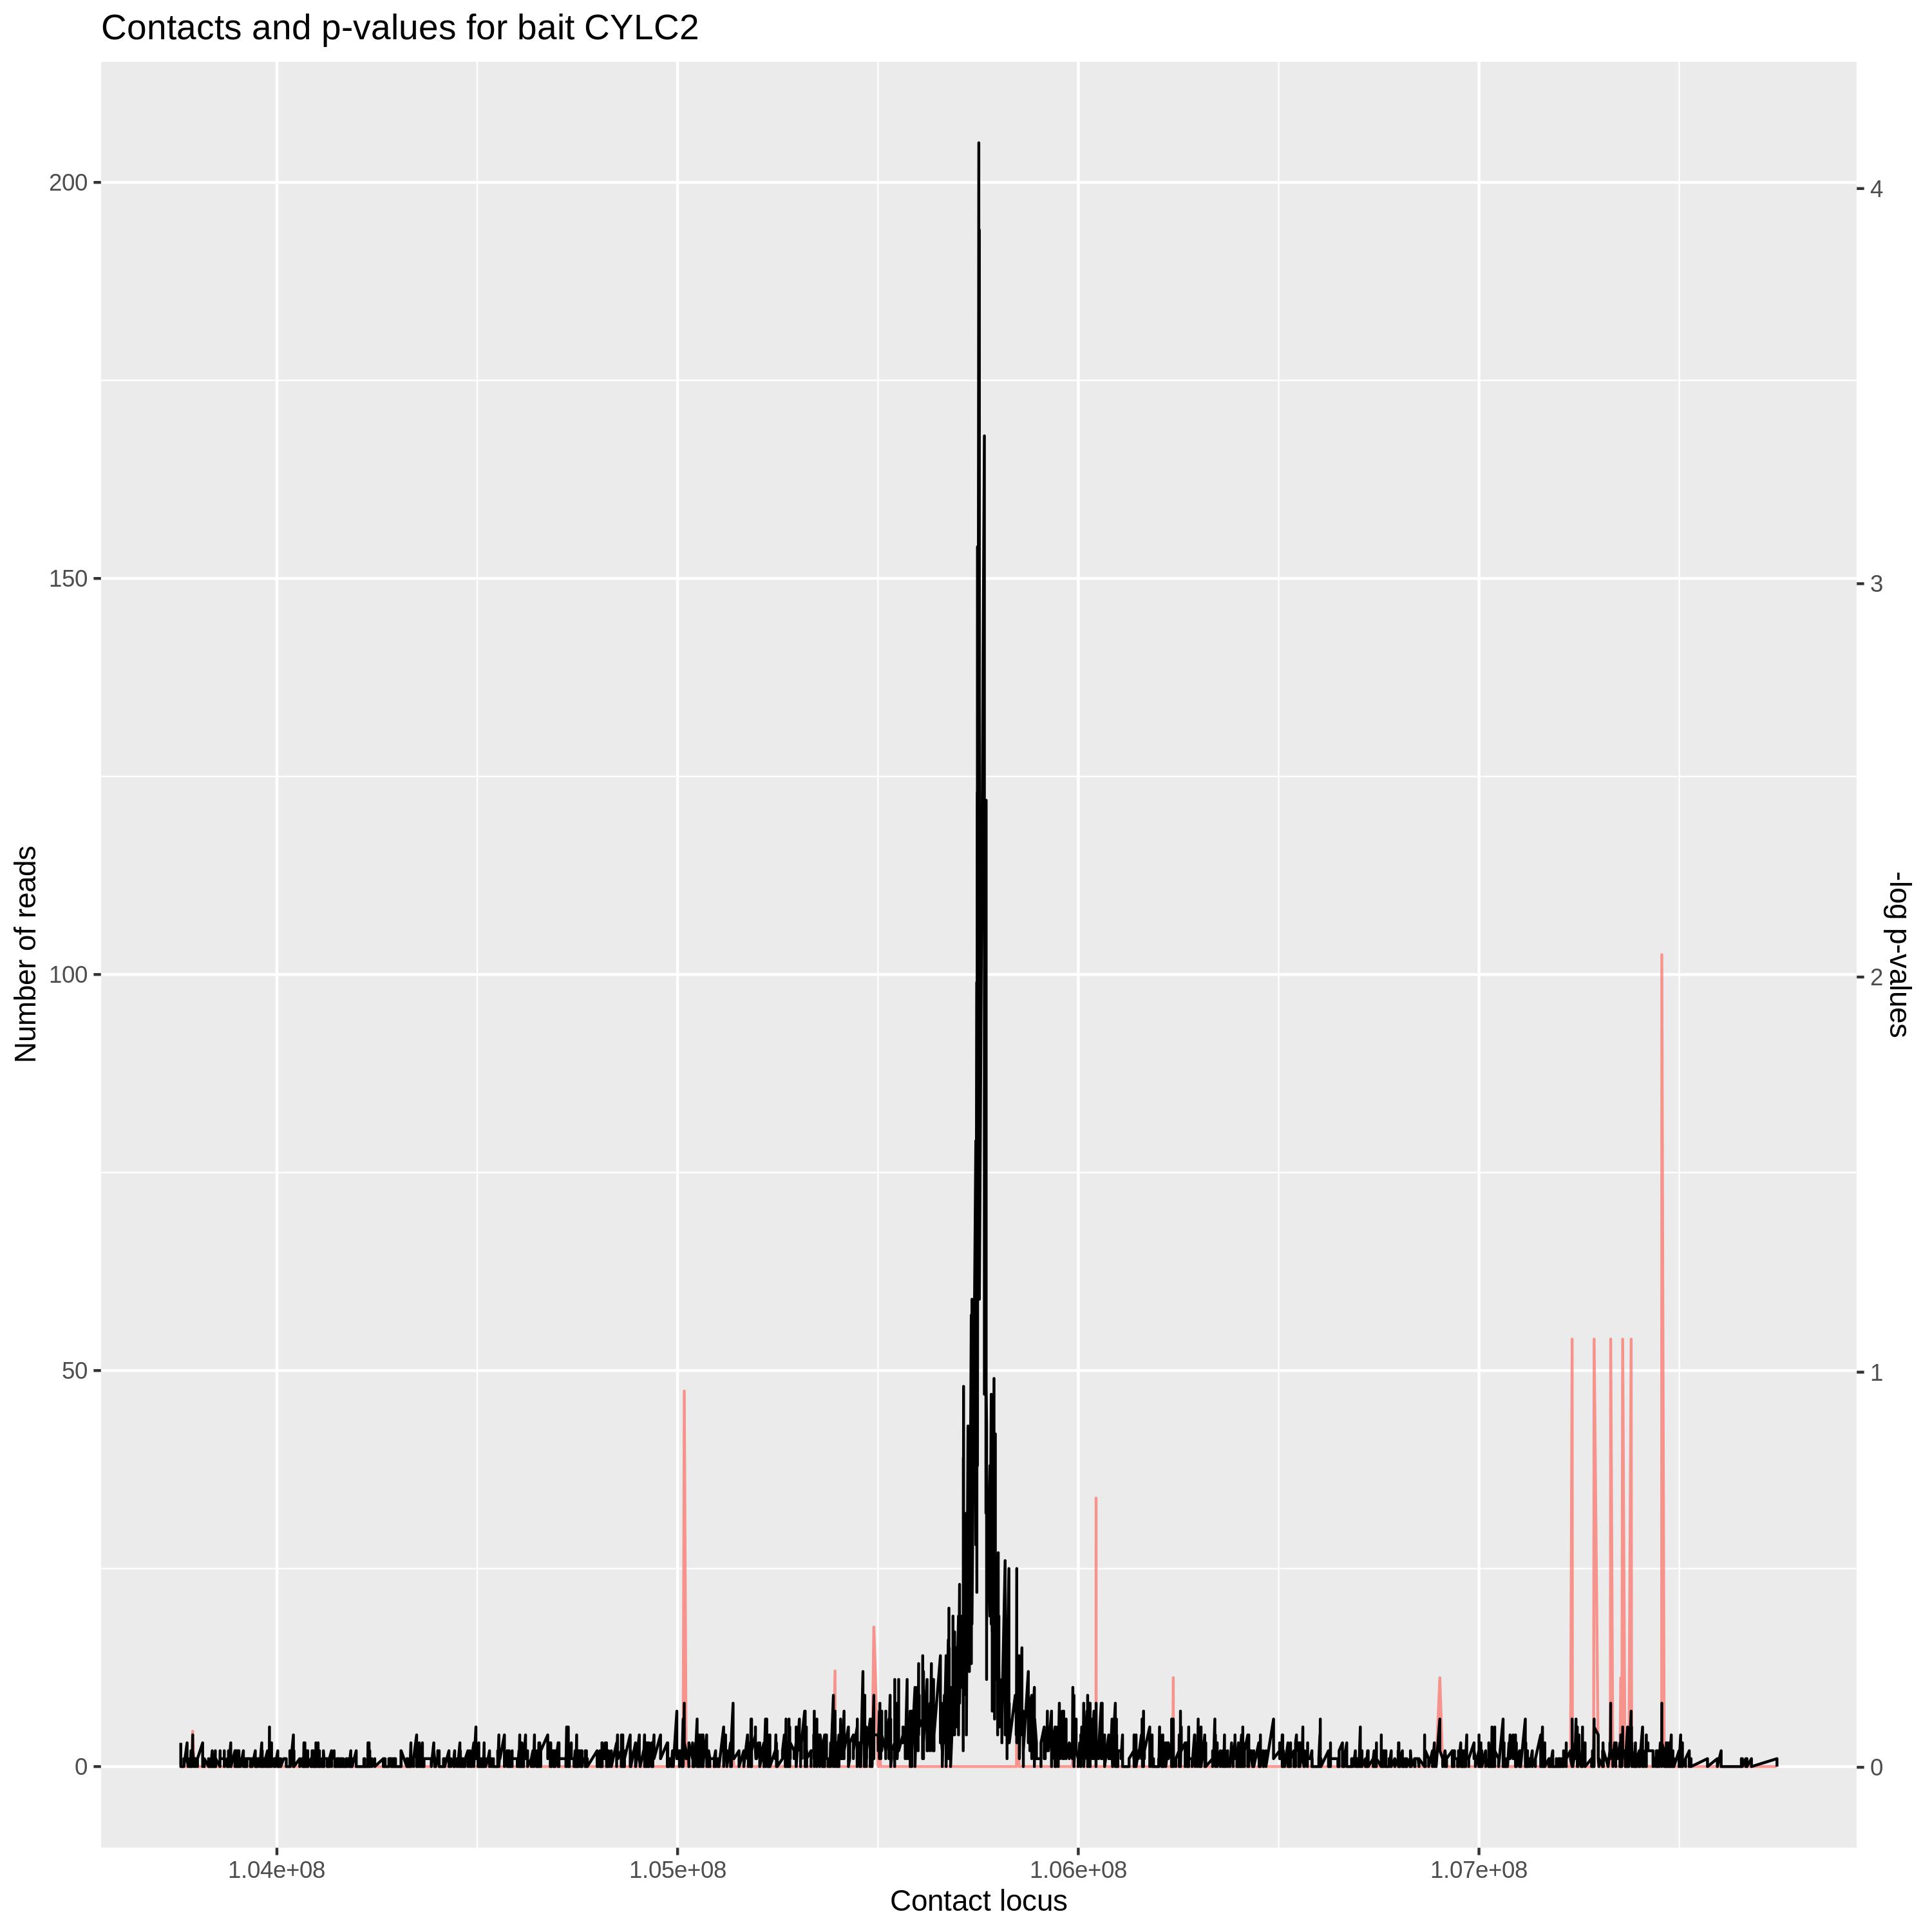 Contacts and p-values for bait CYLC2
200
150
100
50
0
Number of reads
4
3
2
1
0
-log p-values
1.04e+08
1.05e+08
1.06e+08
1.07e+08
Contact locus